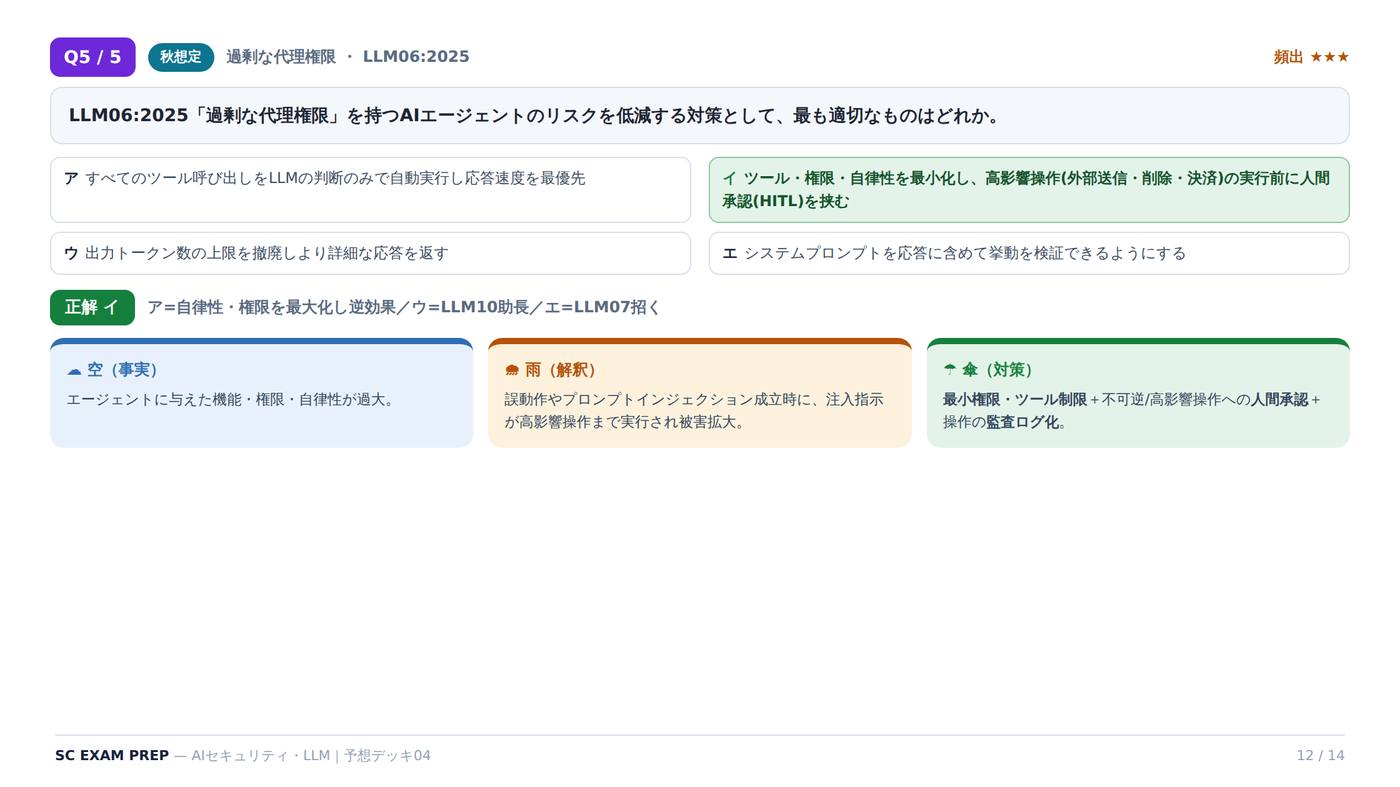 Q5 / 5 秋想定 過剰な代理権限 ・ LLM06:2025 頻出 ★★★
LLM06:2025「過剰な代理権限」を持つAIエージェントのリスクを低減する対策として、最も適切なものはどれか。
ア すべてのツール呼び出しをLLMの判断のみで自動実行し応答速度を最優先
イ ツール・権限・自律性を最小化し、高影響操作(外部送信・削除・決済)の実行前に人間
承認(HITL)を挟む
ウ 出力トークン数の上限を撤廃しより詳細な応答を返す
エ システムプロンプトを応答に含めて挙動を検証できるようにする
正解 イ ア=自律性・権限を最大化し逆効果／ウ=LLM10助長／エ=LLM07招く
☁ 空（事実）
エージェントに与えた機能・権限・自律性が過大。
🌧 雨（解釈）
誤動作やプロンプトインジェクション成立時に、注入指示
が高影響操作まで実行され被害拡大。
☂ 傘（対策）
最小権限・ツール制限＋不可逆/高影響操作への人間承認＋
操作の監査ログ化。
SC EXAM PREP — AIセキュリティ・LLM｜予想デッキ04 12 / 14